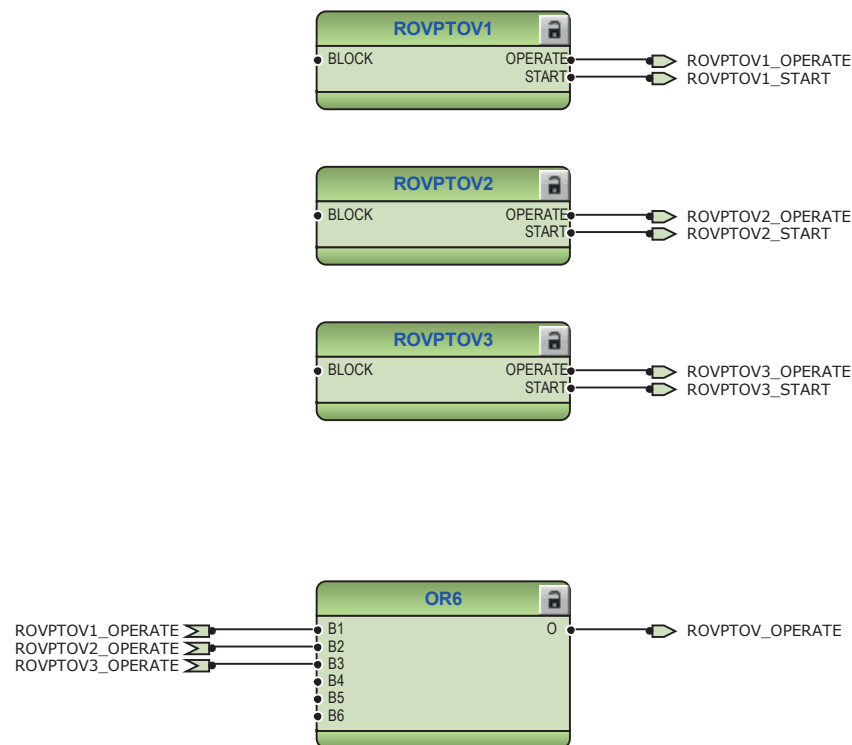 ROVPTOV1
BLOCK OPERATE ROVPTOV1_OPERATE
START ROVPTOV1_START
ROVPTOV2
BLOCK OPERATE ROVPTOV2_OPERATE
START ROVPTOV2_START
ROVPTOV3
BLOCK OPERATE ROVPTOV3_OPERATE
START ROVPTOV3_START
OR6
ROVPTOV1_OPERATE B1 O ROVPTOV_OPERATE
ROVPTOV2_OPERATE B2
ROVPTOV3_OPERATE B3
B4
B5
B6